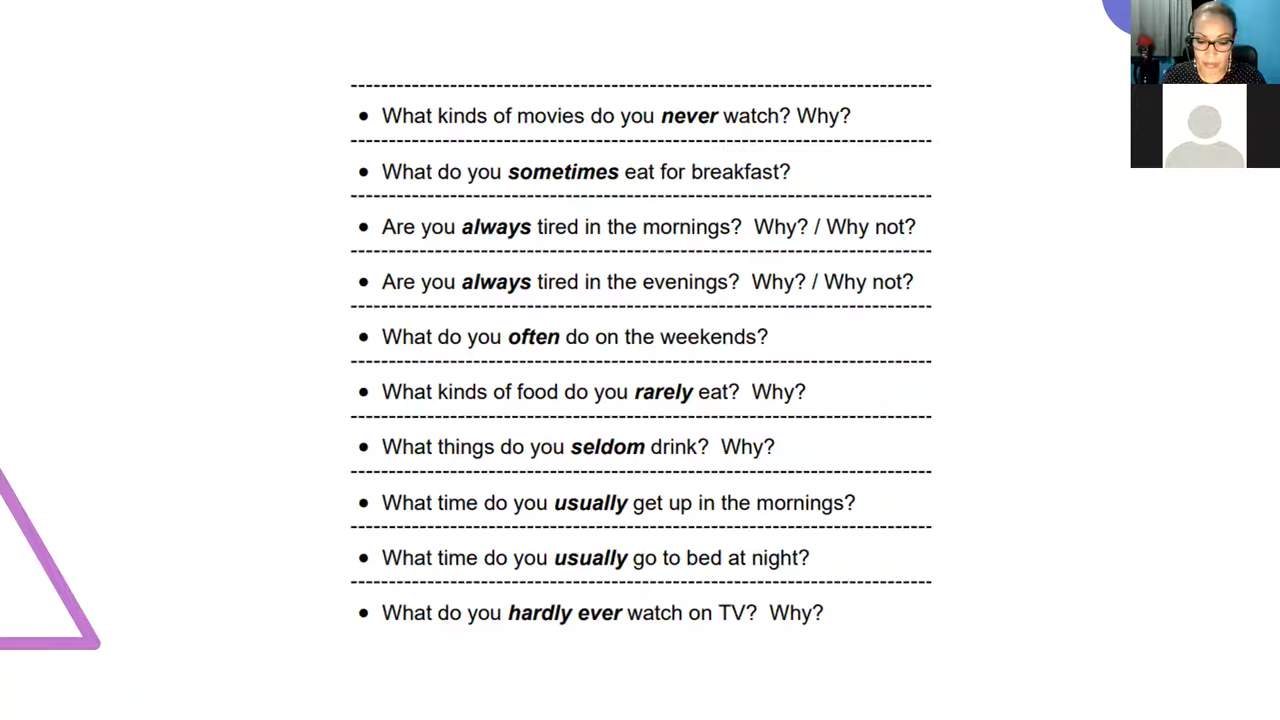 • What kinds of movies do you never watch? Why?
• What do you sometimes eat for breakfast?
• Are you always tired in the mornings? Why? / Why not?
• Are you always tired in the evenings? Why? / Why not?
• What do you often do on the weekends?
• What kinds of food do you rarely eat? Why?
• What things do you seldom drink? Why?
• What time do you usually get up in the mornings?
• What time do you usually go to bed at night?
• What do you hardly ever watch on TV? Why?